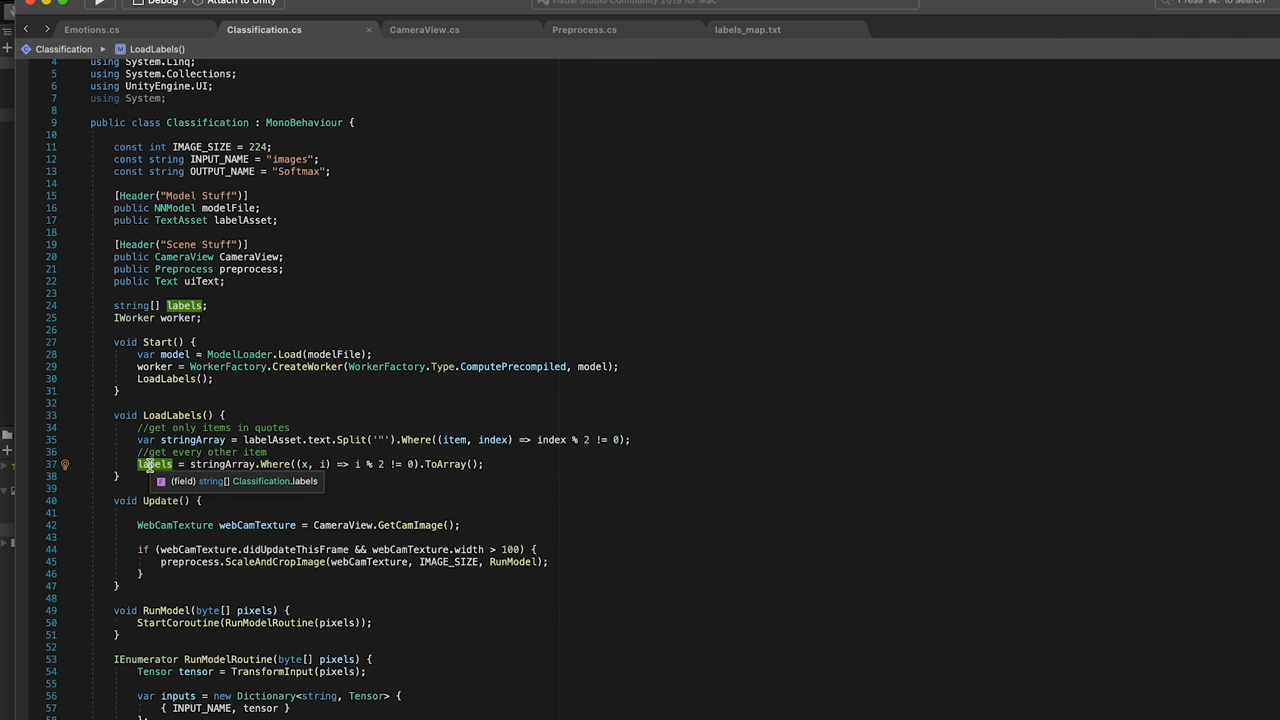 Debug
Attach to Unity
Visual Studio Community 2019 for Mac
Press ⌘. to search
Emotions.cs
Classification.cs
CameraView.cs
Preprocess.cs
labels_map.txt
Classification
LoadLabels()
4 using System.Linq;
5 using System.Collections;
6 using UnityEngine.UI;
7 using System;
8
9 public class Classification : MonoBehaviour {
10
11 const int IMAGE_SIZE = 224;
12 const string INPUT_NAME = "images";
13 const string OUTPUT_NAME = "Softmax";
14
15 [Header("Model Stuff")]
16 public NNModel modelFile;
17 public TextAsset labelAsset;
18
19 [Header("Scene Stuff")]
20 public CameraView CameraView;
21 public Preprocess preprocess;
22 public Text uiText;
23
24 string[] labels;
25 IWorker worker;
26
27 void Start() {
28 var model = ModelLoader.Load(modelFile);
29 worker = WorkerFactory.CreateWorker(WorkerFactory.Type.ComputePrecompiled, model);
30 LoadLabels();
31 }
32
33 void LoadLabels() {
34 //get only items in quotes
35 var stringArray = labelAsset.text.Split('"').Where((item, index) => index % 2 != 0);
36 //get every other item
37 labels = stringArray.Where((x, i) => i % 2 != 0).ToArray();
38 }
(field) string[] Classification.labels
39
40 void Update() {
41
42 WebCamTexture webCamTexture = CameraView.GetCamImage();
43
44 if (webCamTexture.didUpdateThisFrame && webCamTexture.width > 100) {
45 preprocess.ScaleAndCropImage(webCamTexture, IMAGE_SIZE, RunModel);
46 }
47 }
48
49 void RunModel(byte[] pixels) {
50 StartCoroutine(RunModelRoutine(pixels));
51 }
52
53 IEnumerator RunModelRoutine(byte[] pixels) {
54 Tensor tensor = TransformInput(pixels);
55
56 var inputs = new Dictionary<string, Tensor> {
57 { INPUT_NAME, tensor }
58 };